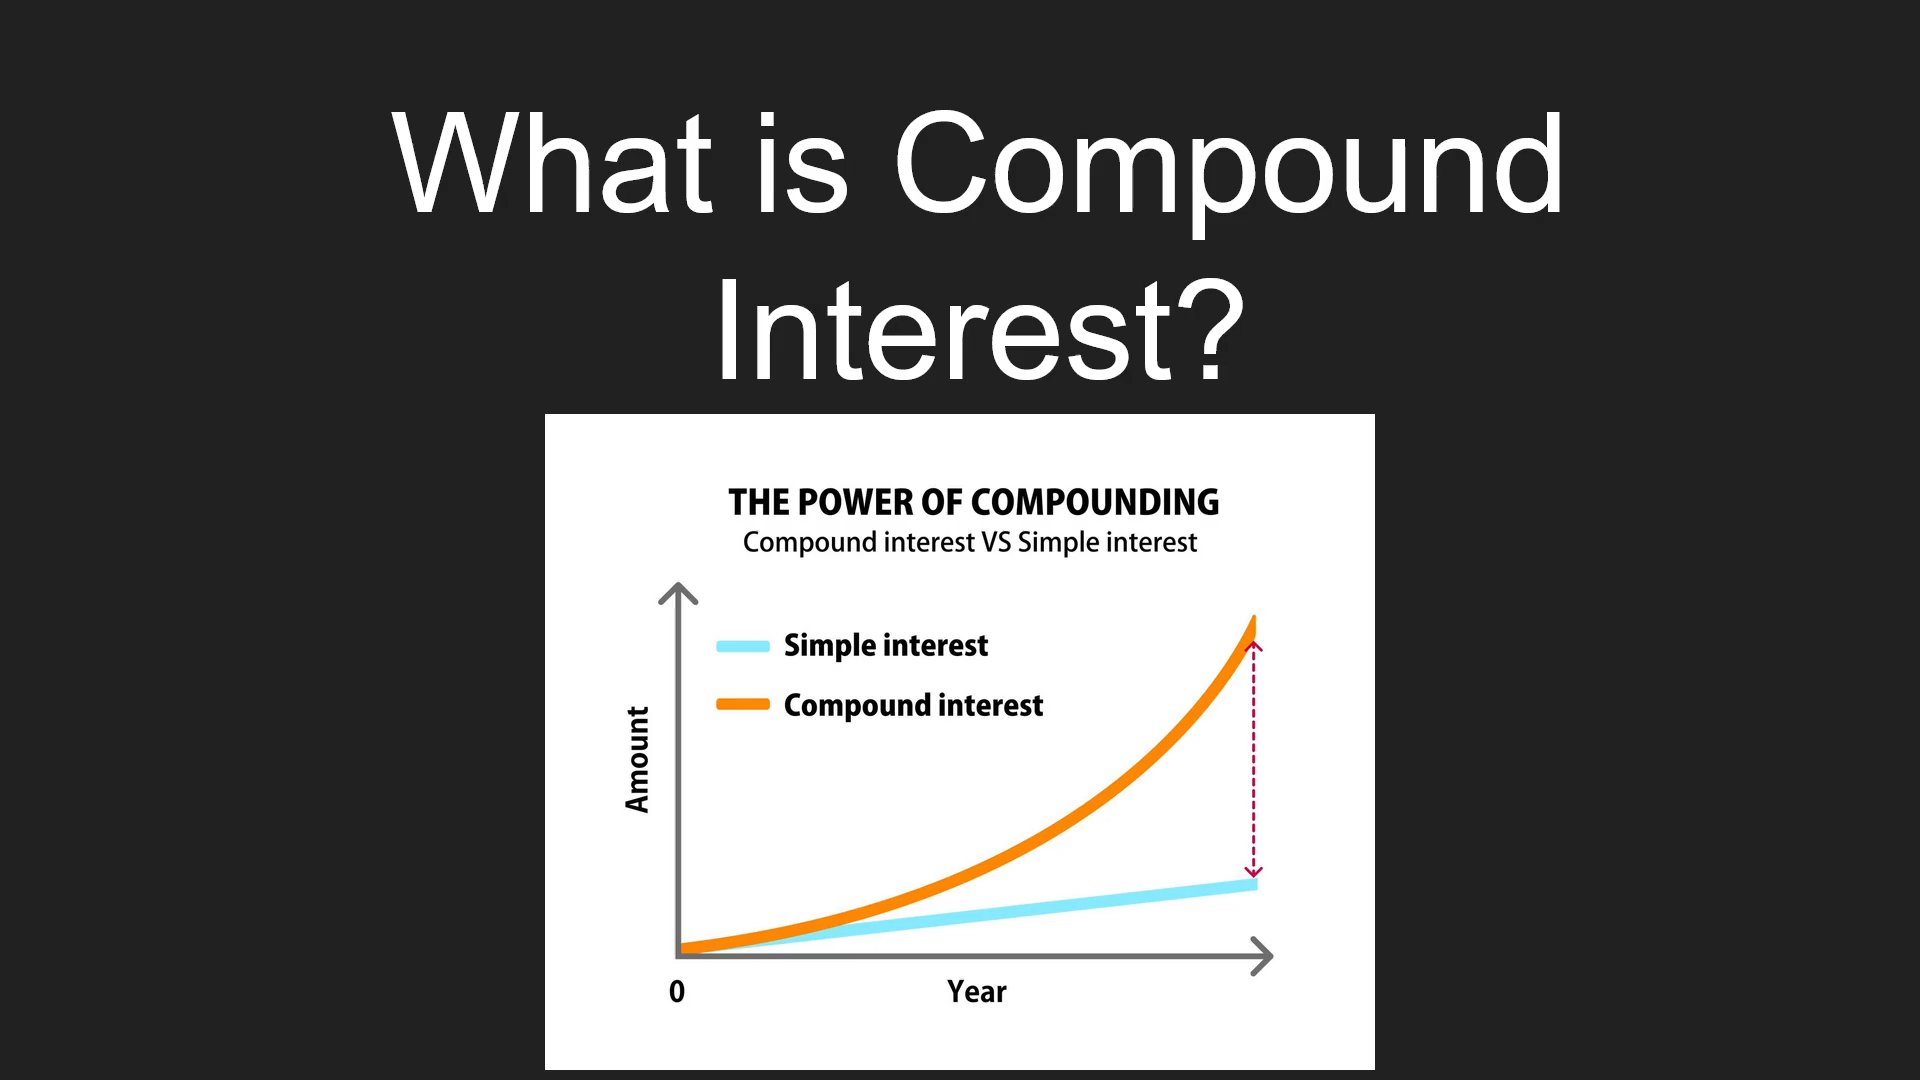 What is Compound
Interest?
THE POWER OF COMPOUNDING
Compound interest VS Simple interest
Simple interest
Compound interest
Amount
0
Year